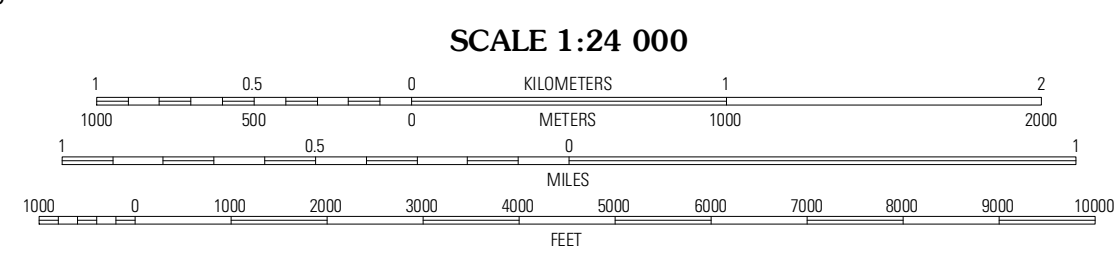 SCALE 1:24 000
1 0.5 0 KILOMETERS 1 2
1000 500 0 METERS 1000 2000
1 0.5 0 1
MILES
1000 0 1000 2000 3000 4000 5000 6000 7000 8000 9000 10000
FEET